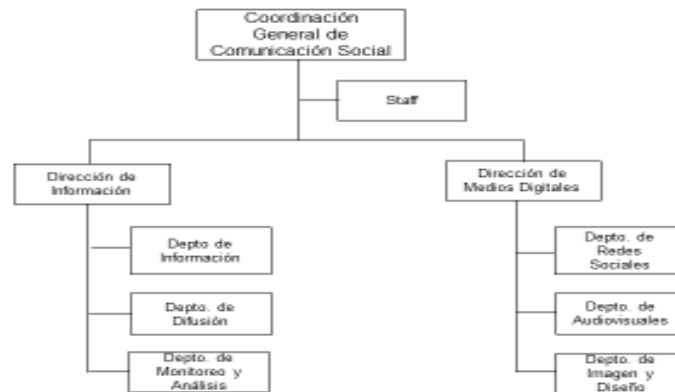 Coordinación
General de
Comunicación Social
Staff
Dirección de
Información
Dirección de
Medios Digitales
Depto de
Información
Depto. de
Difusión
Depto. de
Monitoreo y
Análisis
Depto. de
Redes
Sociales
Depto. de
Audiovisuales
Depto. de
Imagen y
Diseño